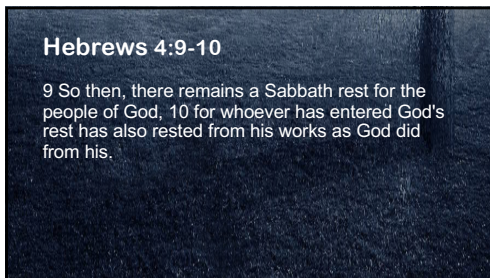 Hebrews 4:9-10
9 So then, there remains a Sabbath rest for the
people of God, 10 for whoever has entered God's
rest has also rested from his works as God did
from his.